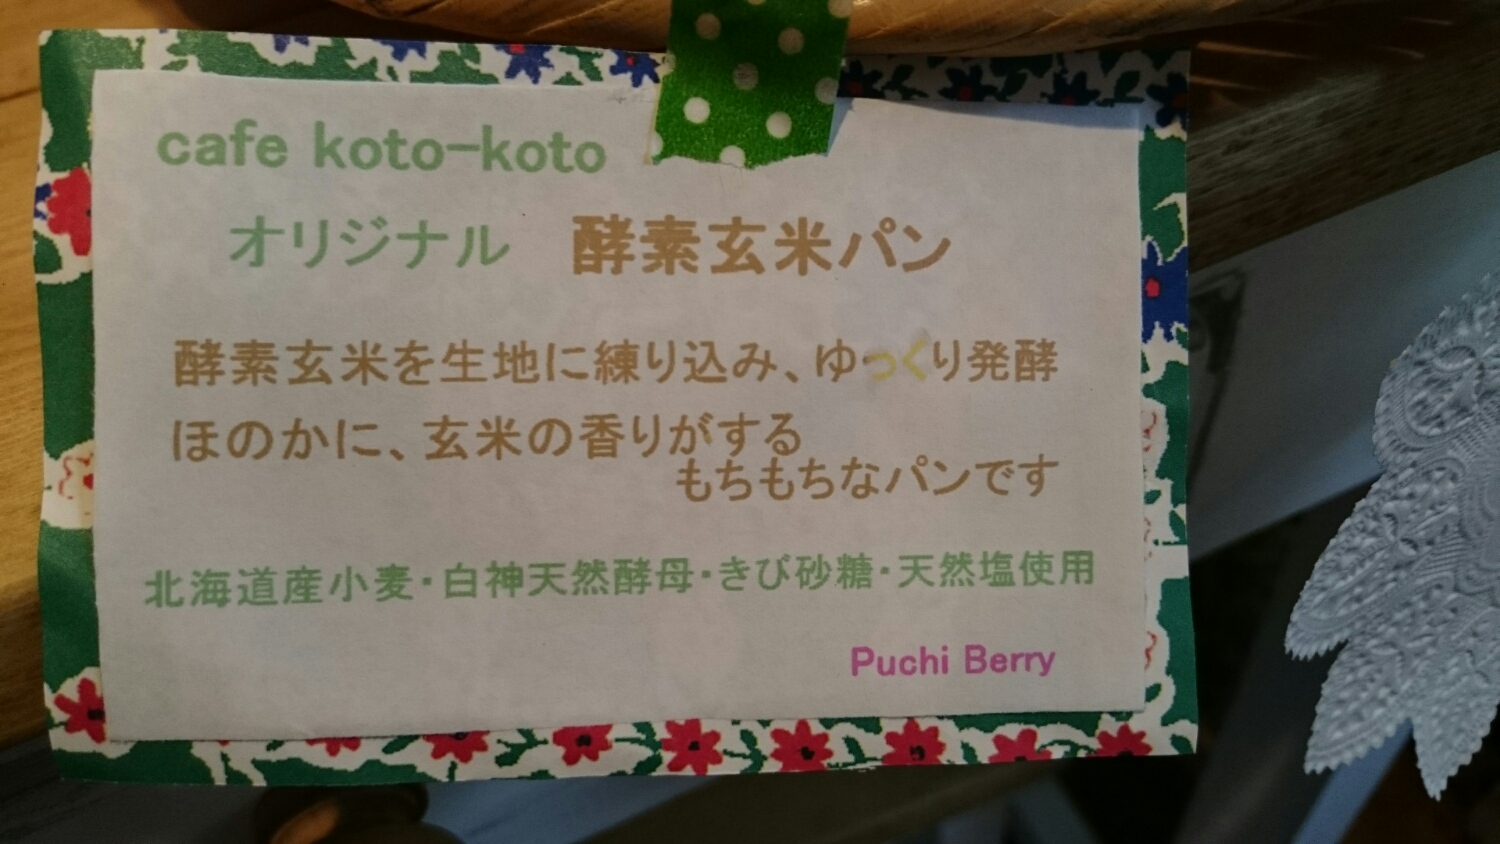 cafe koto-koto
オリジナル　酵素玄米パン
酵素玄米を生地に練り込み、ゆっくり発酵
ほのかに、玄米の香りがする
もちもちなパンです
北海道産小麦・白神天然酵母・きび砂糖・天然塩使用
Puchi Berry